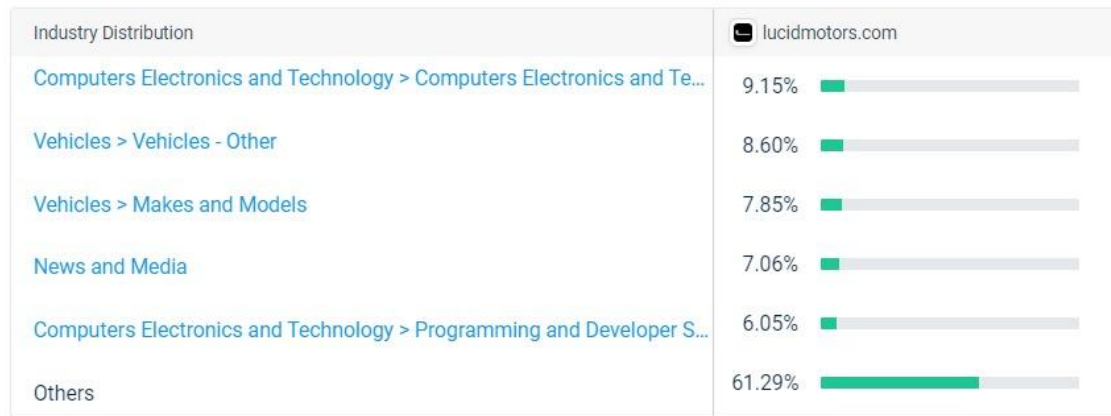 Industry Distribution lucidmotors.com
Computers Electronics and Technology > Computers Electronics and Te... 9.15%
Vehicles > Vehicles - Other 8.60%
Vehicles > Makes and Models 7.85%
News and Media 7.06%
Computers Electronics and Technology > Programming and Developer S... 6.05%
Others 61.29%